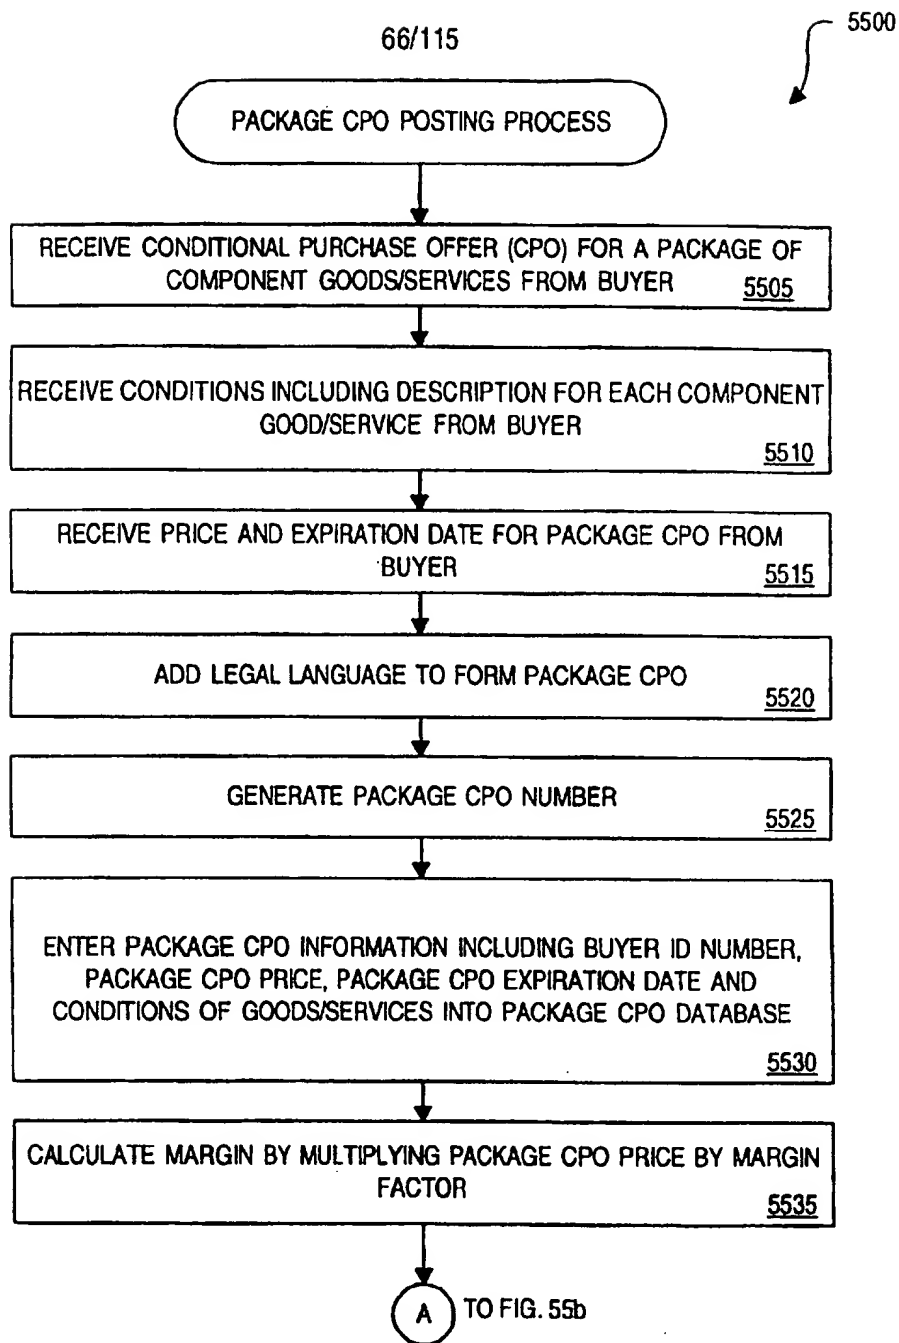 66/115
5500
PACKAGE CPO POSTING PROCESS
RECEIVE CONDITIONAL PURCHASE OFFER (CPO) FOR A PACKAGE OF
COMPONENT GOODS/SERVICES FROM BUYER 5505
RECEIVE CONDITIONS INCLUDING DESCRIPTION FOR EACH COMPONENT
GOOD/SERVICE FROM BUYER
5510
RECEIVE PRICE AND EXPIRATION DATE FOR PACKAGE CPO FROM
BUYER 5515
ADD LEGAL LANGUAGE TO FORM PACKAGE CPO
5520
GENERATE PACKAGE CPO NUMBER
5525
ENTER PACKAGE CPO INFORMATION INCLUDING BUYER ID NUMBER,
PACKAGE CPO PRICE, PACKAGE CPO EXPIRATION DATE AND
CONDITIONS OF GOODS/SERVICES INTO PACKAGE CPO DATABASE
5530
CALCULATE MARGIN BY MULTIPLYING PACKAGE CPO PRICE BY MARGIN
FACTOR 5535
A TO FIG. 55b